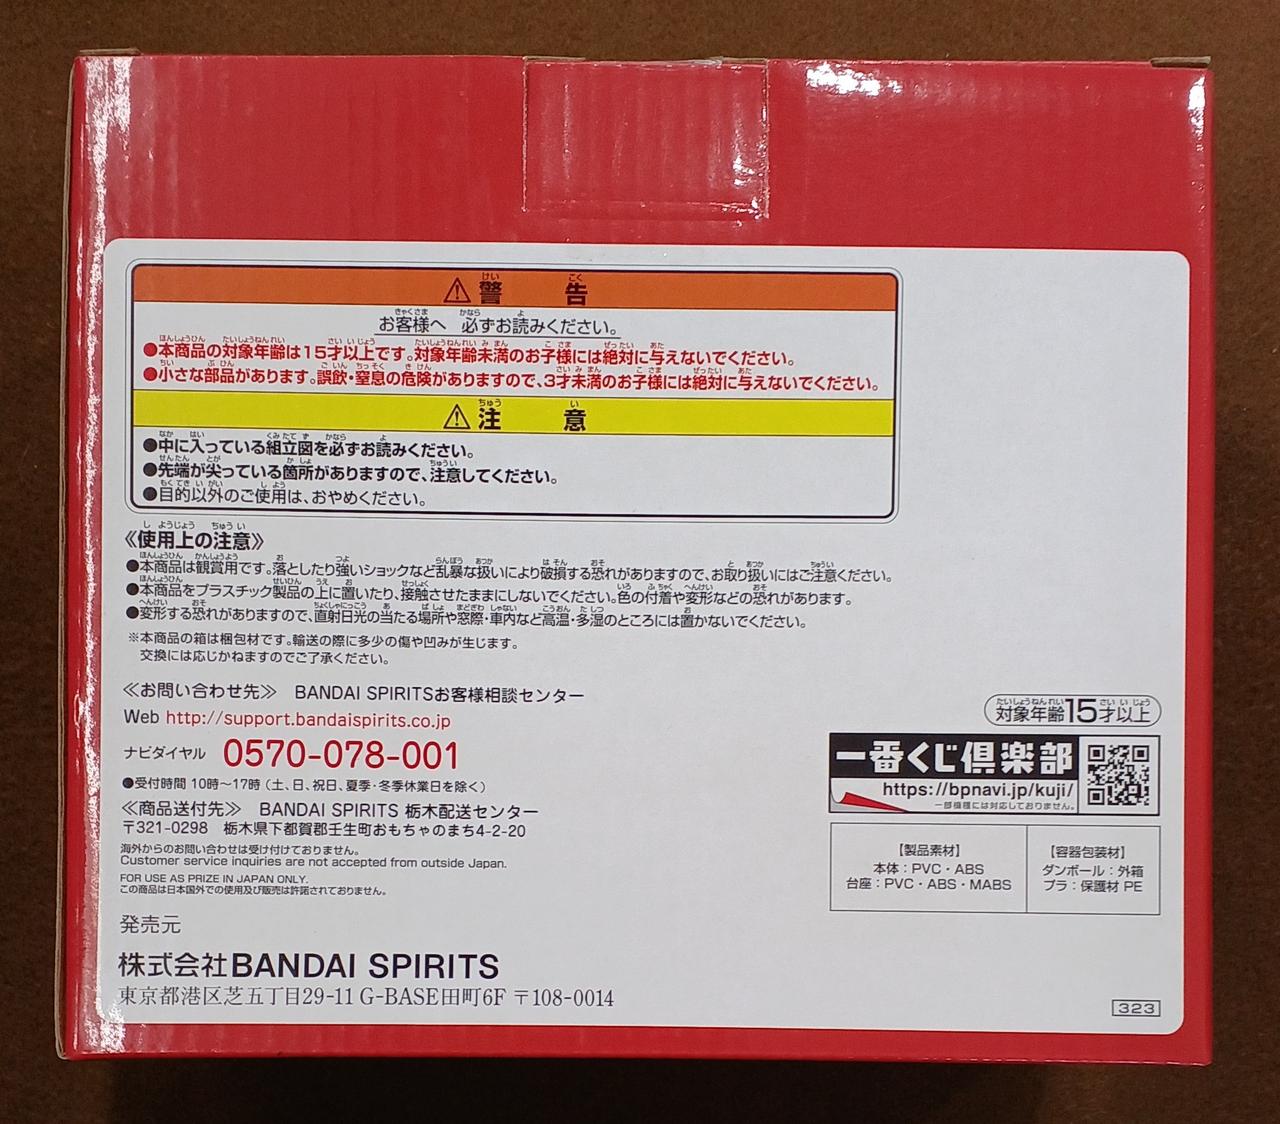 ⚠警告
お客様へ 必ずお読みください。
●本商品の対象年齢は15才以上です。対象年齢未満のお子様には絶対に与えないでください。
●小さな部品があります。誤飲・窒息の危険がありますので、3才未満のお子様には絶対に与えないでください。
⚠注意
●中に入っている組立図を必ずお読みください。
●先端が尖っている箇所がありますので、注意してください。
●目的以外のご使用は、おやめください。
《使用上の注意》
●本商品は観賞用です。落としたり強いショックなど乱暴な扱いにより破損する恐れがありますので、お取り扱いにはご注意ください。
●本商品をプラスチック製品の上に置いたり、接触させたままにしないでください。色の付着や変形などの恐れがあります。
●変形する恐れがありますので、直射日光の当たる場所や窓際・車内など高温・多湿のところには置かないでください。
※本商品の箱は梱包材です。輸送の際に多少の傷や凹みが生じます。
交換には応じかねますのでご了承ください。
≪お問い合わせ先≫ BANDAI SPIRITSお客様相談センター
Web http://support.bandaispirits.co.jp
ナビダイヤル 0570-078-001
●受付時間 10時〜17時（土、日、祝日、夏季・冬季休業日を除く）
≪商品送付先≫ BANDAI SPIRITS 栃木配送センター
〒321-0298 栃木県下都賀郡壬生町おもちゃのまち4-2-20
海外からのお問い合わせは受け付けておりません。
Customer service inquiries are not accepted from outside Japan.
FOR USE AS PRIZE IN JAPAN ONLY.
この商品は日本国外での使用及び販売は許諾されておりません。
発売元
株式会社BANDAI SPIRITS
東京都港区芝五丁目29-11 G-BASE田町6F 〒108-0014
対象年齢15才以上
一番くじ倶楽部
https://bpnavi.jp/kuji/
一部機種には対応しておりません。
【製品素材】
本体：PVC・ABS
台座：PVC・ABS・MABS
【容器包装材】
ダンボール：外箱
プラ：保護材 PE
323